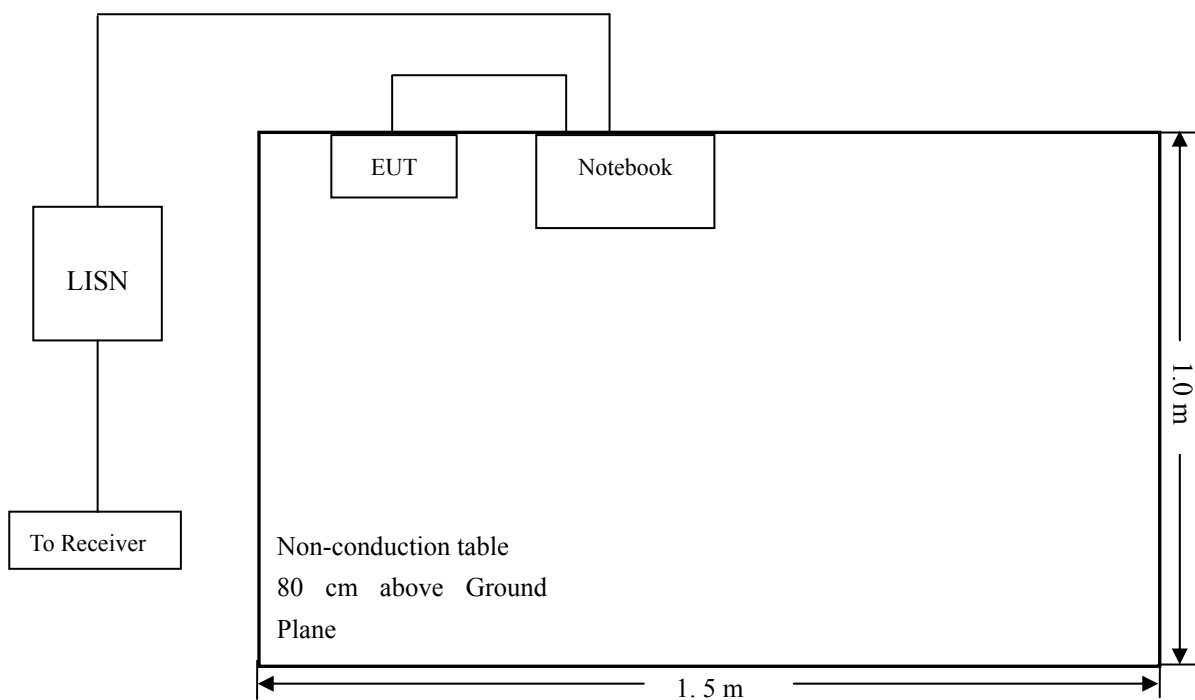 EUT
Notebook
LISN
1.0 m
To Receiver
Non-conduction table
80 cm above Ground
Plane
1. 5 m